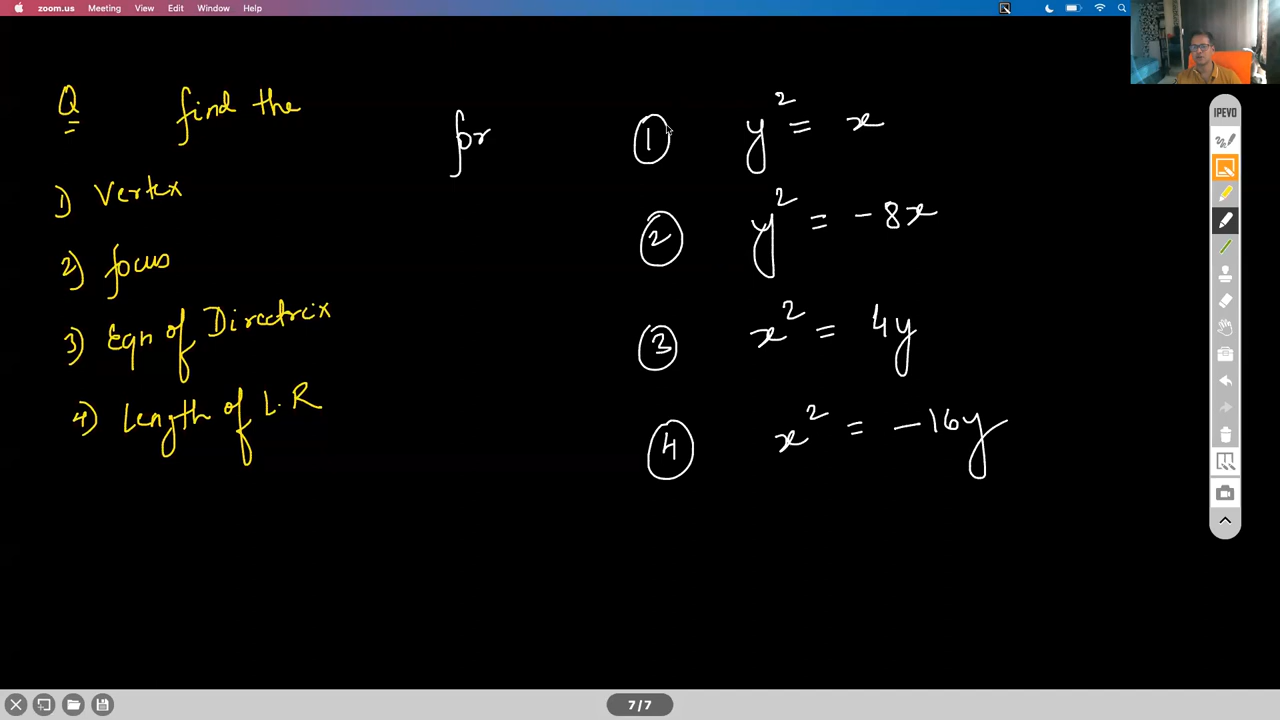 zoom.us Meeting View Edit Window Help
Q find the
for
1) Vertex
2) focus
3) Eqn of Directrix
4) Length of L.R
① y² = x
② y² = -8x
③ x² = 4y
④ x² = -16y
IPEVO
7/7